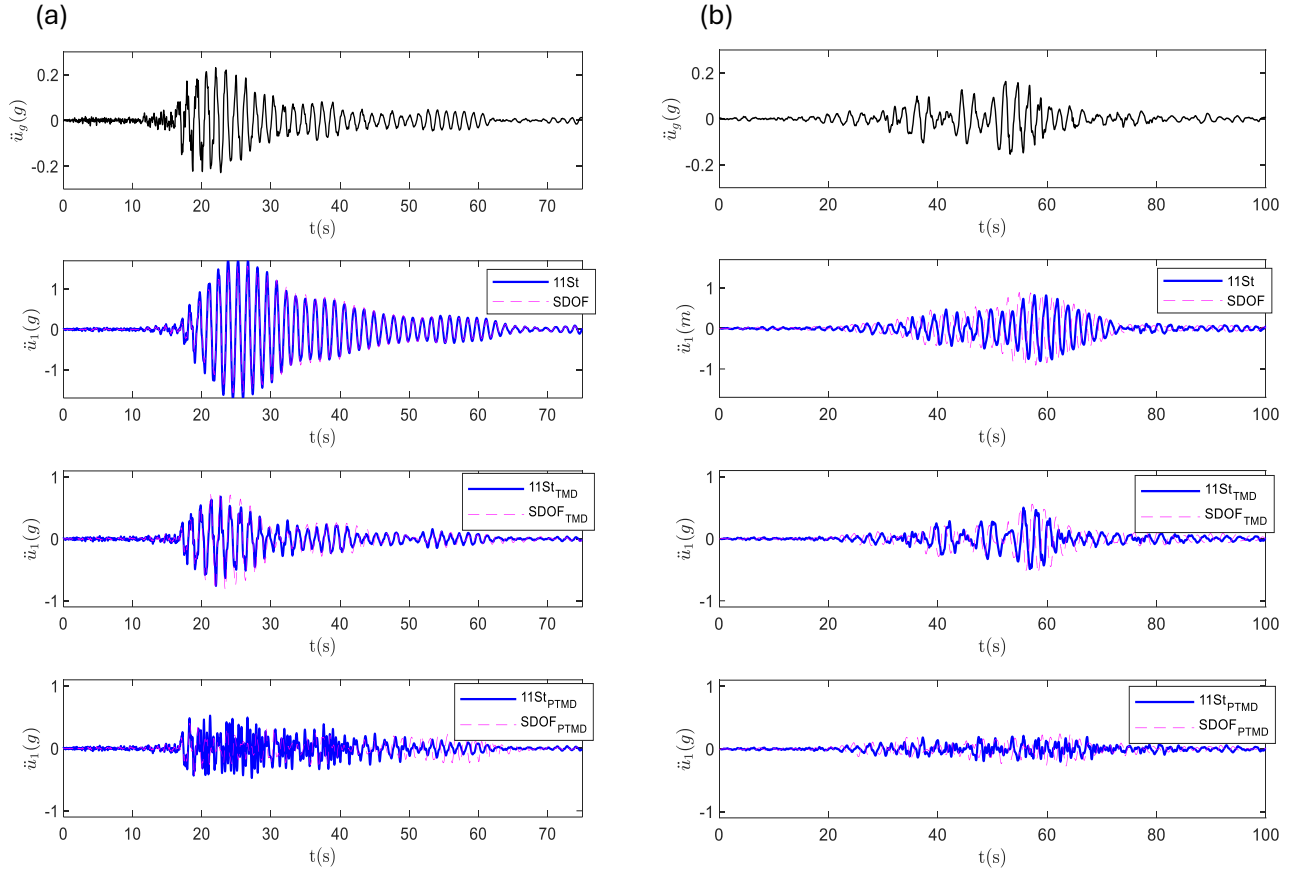 (a)
(b)
ü_g(g)
0.2
0
-0.2
0 10 20 30 40 50 60 70
t(s)
ü_g(g)
0.2
0
-0.2
0 20 40 60 80 100
t(s)
ü_1(g)
1
0
-1
11St
SDOF
0 10 20 30 40 50 60 70
t(s)
ü_1(m)
1
0
-1
11St
SDOF
0 20 40 60 80 100
t(s)
ü_1(g)
1
0
-1
11St_TMD
SDOF_TMD
0 10 20 30 40 50 60 70
t(s)
ü_1(g)
1
0
-1
11St_TMD
SDOF_TMD
0 20 40 60 80 100
t(s)
ü_1(g)
1
0
-1
11St_PTMD
SDOF_PTMD
0 10 20 30 40 50 60 70
t(s)
ü_1(g)
1
0
-1
11St_PTMD
SDOF_PTMD
0 20 40 60 80 100
t(s)